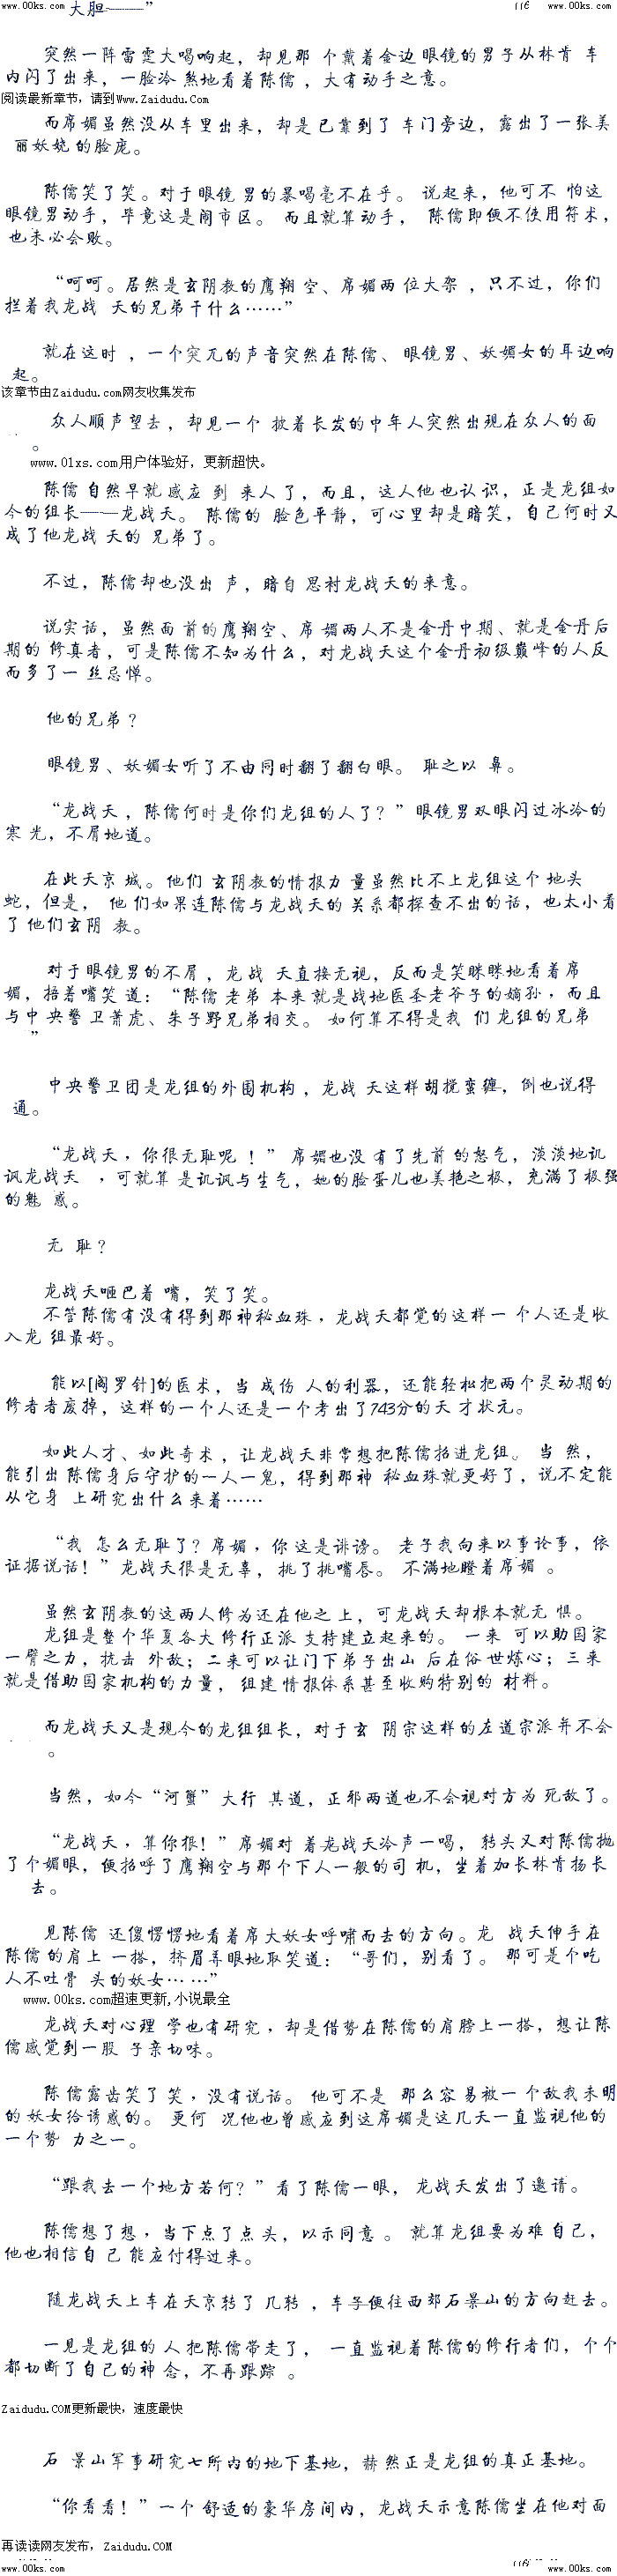 www.00ks.com 116 www.00ks.com
大胆———”
突然一阵雷霆大喝响起，却见那 个戴着金边眼镜的男子从林肯 车
内闪了出来，一脸冷 煞地看着陈儒，大有动手之意。
阅读最新章节，请到Www.Zaidudu.Com
而席媚虽然没从车里出来，却是已靠到了 车门旁边，露出了一张美
丽妖娆的脸庞。
陈儒笑了笑。对于眼镜 男的暴喝毫不在乎。 说起来，他可不 怕这
眼镜男动手，毕竟这是闹市区。 而且就算动手， 陈儒即便不使用符术，
也未必会败。
“呵呵。居然是玄阴教的鹰翔 空、席媚两 位大架 ，只不过，你们
拦着我龙战 天的兄弟干什么……”
就在这时 ，一个突兀的声音突然在陈儒、 眼镜男、妖媚女的耳边响
起。
该章节由Zaidudu.com网友收集发布
众人顺声望去，却见一个 披着长发的中年人突然出现在众人的面
。
www.01xs.com用户体验好，更新超快。
陈儒 自然早就 感应 到 来人了，而且，这人他也认识，正是龙组如
今的组长——龙战天。 陈儒的 脸色平静，可心里却是暗笑，自己何时又
成了他龙战 天的 兄弟了。
不过，陈儒却也没出 声，暗自 思衬龙战天的来意。
说实话，虽然面 前的鹰翔空、席 媚两人不是金丹中期、就是金丹后
期的 修真者，可是陈儒不知为什么，对龙战天这个金丹初级巅峰的人反
而多了一 丝忌惮。
他的兄弟？
眼镜男、妖媚女听了不由同时翻了翻白眼。 耻之以 鼻。
“龙战天，陈儒何时是你们龙组的人了？”眼镜男双眼闪过冰冷的
寒 光，不屑地道。
在此天京 城。他们 玄阴教的情报力 量虽然比不上龙组这个 地头
蛇，但是， 他 们如果连陈儒与龙战天的 关系都探查不出的话，也太小看
了 他们玄阴 教。
对于眼镜男的不屑 ，龙 战 天直接无视，反而是笑眯眯地看着席
媚，捂着嘴笑 道：“陈儒 老弟 本来 就是战地医圣老爷子的嫡孙，而且
与中 央警 卫萧虎、朱子野兄弟相交。 如何算不得是我 们 龙组的兄弟
”
中央警卫团是龙组的外围机构 ，龙战 天这样胡搅蛮缠，倒也说得
通。
“龙战天，你很无耻呢 ！” 席媚也没有了先前 的怒气，淡淡地讥
讽龙战天 ，可就算 是讥讽与生气，她的脸蛋儿也美艳之极，充满了极强
的魅 惑。
无 耻？
龙战天咂巴着 嘴，笑了笑。
不管陈儒有没有得到那神秘血珠，龙战天都觉的这样一 个人还是收
入龙 组最好。
能以[阎罗针]的医术，当 成伤 人的利器，还能轻松把两个灵动期的
修者者废掉，这样的一个人还是一个考出了743分的天 才状元。
如此人才、如此奇术，让龙战天非常想把陈儒招进龙组。 当 然，
能引出 陈儒身后守护的一人一鬼，得到那神 秘血珠就更好了，说不定能
从它身 上研究出什么来着……
“我 怎么无耻了？席媚，你这是诽谤。 老子我向来以事论事，依
证据说话！”龙战天很是无辜，挑了挑嘴唇。 不满地瞪着席媚 。
虽然玄阴教的这两人修为还在他之 上，可龙战天却根本就无 惧。
龙组是整个华夏各大 修行正派 支持建立起来的。 一来 可以助国家
一臂之力，抗击 外敌；二来可以让门下弟子出山 后在俗 世炼心；三来
就是借助国家机构的力量， 组建情报体系甚至收购特别的 材料。
而龙战天又是现今的龙组组长，对于玄 阴宗这样的左道宗派并不会
。
当然，如今“河蟹”大行 其道，正邪两道也不会视对方为 死敌了。
“龙战天，算你狠！”席媚对 着龙战天冷声一喝， 转头又对陈儒抛
了个媚眼，便招呼了鹰翔空与那个下人一般的司 机，坐着加长林肯扬长
去。
见陈儒 还傻愣愣地看着席大妖女呼啸而去的方向。龙 战天伸手在
陈儒 的肩上 一搭，挤眉弄眼地取笑道：“哥们，别看了。 那可是个吃
人不吐骨 头的妖女……”
www.00ks.com超速更新,小说最全
龙战天对心理 学也有研究，却是借势在陈儒的肩膀上一搭，想让陈
儒感觉到一股 子亲切味。
陈 儒露齿笑了 笑，没有说话。 他可不是 那么容易被一个敌我未明
的妖女给诱惑的。 更何 况他也曾感应到这席媚是这几天一直监视他的
一个势 力之一。
“跟我去一个地方若何？”看了陈儒一眼， 龙战天发出了邀请。
陈儒想了想，当下点了点头，以示同意 。 就算龙组要为难自己，
他也相信自 己 能应付得过来。
随龙战天上车在天京转了 几转 ，车子便往西郊石景山的方向赶去。
一见是龙组的 人把陈儒带走了， 一直监视着陈儒的修行者们，个个
都切断了自己的神 念，不再跟踪 。
Zaidudu.COM更新最快，速度最快
石 景山军事研究七所内的地下基地，赫 然正是龙组的真正基地。
“你看看！”一个 舒适的豪华房间内，龙战天示意陈儒坐在他对面
再读读网友发布， Zaidudu.COM
www.00ks.com www.00ks.com